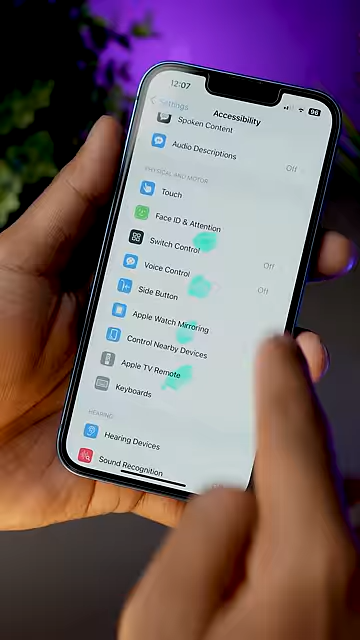 12:07
98
Settings
Accessibility
Spoken Content
Audio Descriptions
Off
PHYSICAL AND MOTOR
Touch
Face ID & Attention
Switch Control
Off
Voice Control
Off
Side Button
Apple Watch Mirroring
Control Nearby Devices
Apple TV Remote
Keyboards
HEARING
Hearing Devices
Sound Recognition